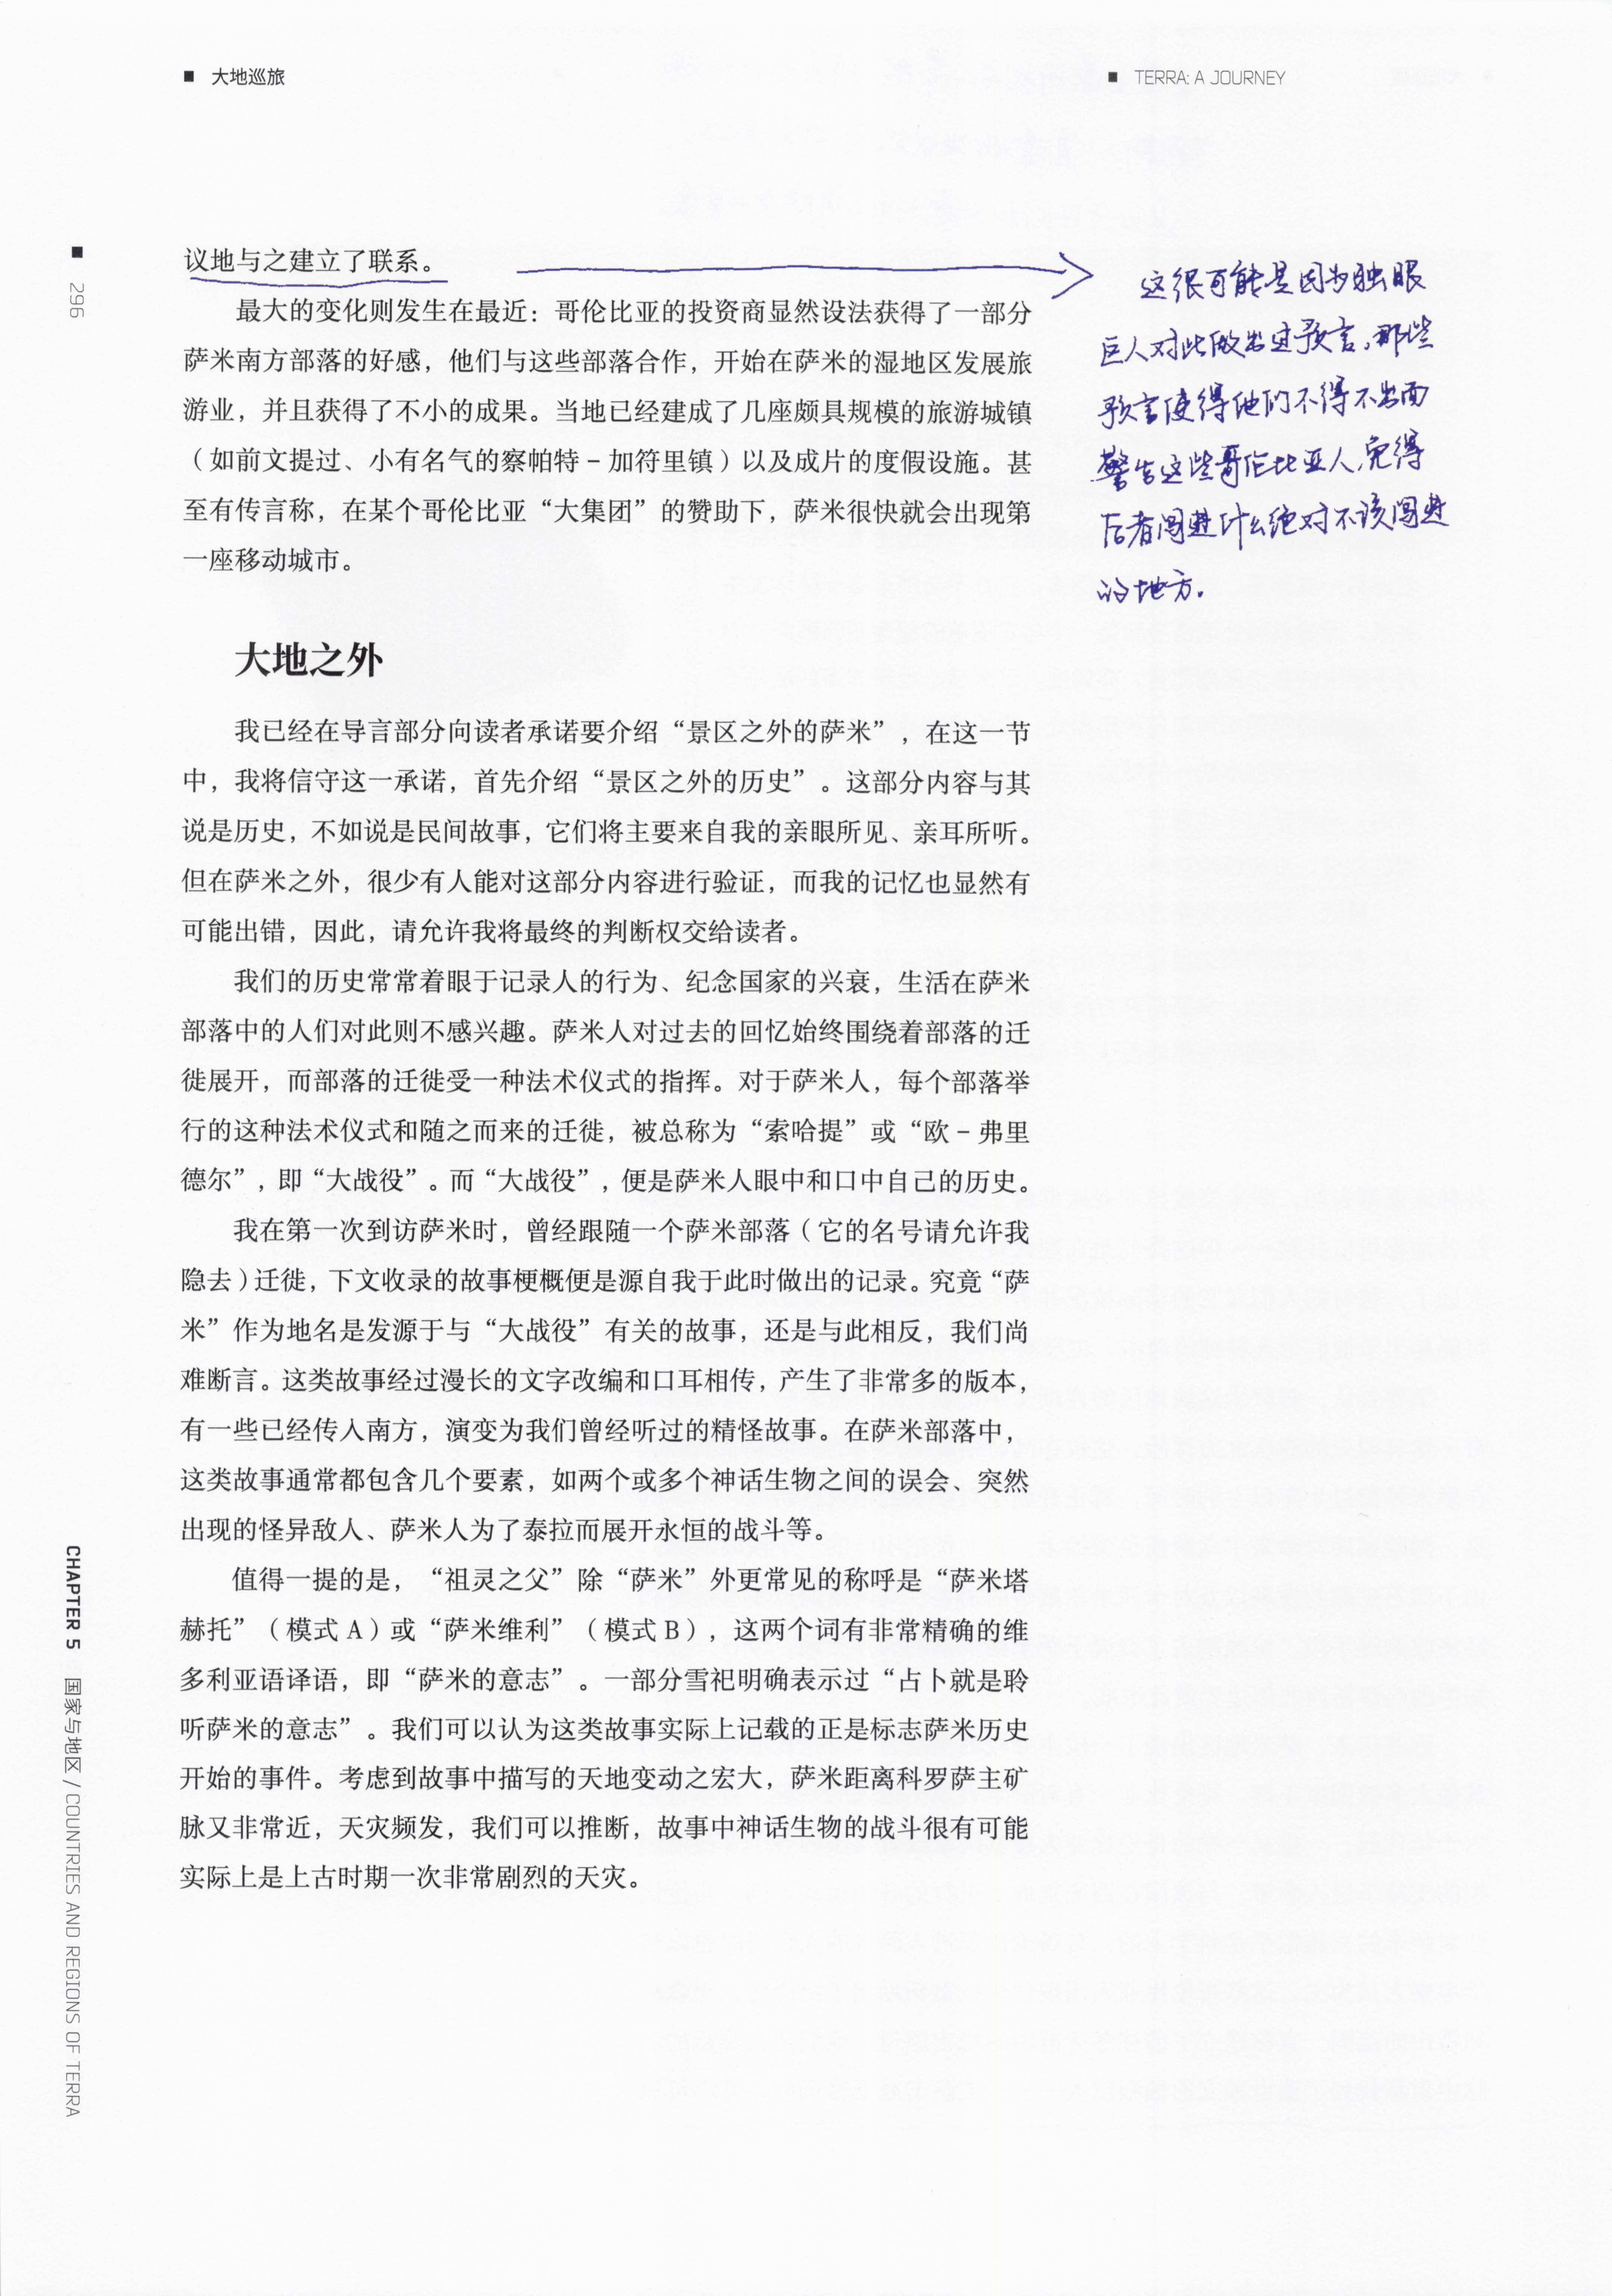 大地巡旅
TERRA: A JOURNEY
296
议地与之建立了联系。
最大的变化则发生在最近：哥伦比亚的投资商显然设法获得了一部分
萨米南方部落的好感，他们与这些部落合作，开始在萨米的湿地区发展旅
游业，并且获得了不小的成果。当地已经建成了几座颇具规模的旅游城镇
（如前文提过、小有名气的察帕特－加符里镇）以及成片的度假设施。甚
至有传言称，在某个哥伦比亚“大集团”的赞助下，萨米很快就会出现第
一座移动城市。
这很可能是因为独眼
巨人对此做出过预言，那些
预言使得他们不得不出面
警告这些哥伦比亚人，免得
后者闯进什么绝对不该闯进
的地方。
大地之外
我已经在导言部分向读者承诺要介绍“景区之外的萨米”，在这一节
中，我将信守这一承诺，首先介绍“景区之外的历史”。这部分内容与其
说是历史，不如说是民间故事，它们将主要来自我的亲眼所见、亲耳所听。
但在萨米之外，很少有人能对这部分内容进行验证，而我的记忆也显然有
可能出错，因此，请允许我将最终的判断权交给读者。
我们的历史常常着眼于记录人的行为、纪念国家的兴衰，生活在萨米
部落中的人们对此则不感兴趣。萨米人对过去的回忆始终围绕着部落的迁
徙展开，而部落的迁徙受一种法术仪式的指挥。对于萨米人，每个部落举
行的这种法术仪式和随之而来的迁徙，被总称为“索哈提”或“欧－弗里
德尔”，即“大战役”。而“大战役”，便是萨米人眼中和口中自己的历史。
我在第一次到访萨米时，曾经跟随一个萨米部落（它的名号请允许我
隐去）迁徙，下文收录的故事梗概便是源自我于此时做出的记录。究竟“萨
米”作为地名是发源于与“大战役”有关的故事，还是与此相反，我们尚
难断言。这类故事经过漫长的文字改编和口耳相传，产生了非常多的版本，
有一些已经传入南方，演变为我们曾经听过的精怪故事。在萨米部落中，
这类故事通常都包含几个要素，如两个或多个神话生物之间的误会、突然
出现的怪异敌人、萨米人为了泰拉而展开永恒的战斗等。
值得一提的是，“祖灵之父”除“萨米”外更常见的称呼是“萨米塔
赫托”（模式 A）或“萨米维利”（模式 B），这两个词有非常精确的维
多利亚语译语，即“萨米的意志”。一部分雪祀明确表示过“占卜就是聆
听萨米的意志”。我们可以认为这类故事实际上记载的正是标志萨米历史
开始的事件。考虑到故事中描写的天地变动之宏大，萨米距离科罗萨主矿
脉又非常近，天灾频发，我们可以推断，故事中神话生物的战斗很有可能
实际上是上古时期一次非常剧烈的天灾。
CHAPTER 5 国家与地区 / COUNTRIES AND REGIONS OF TERRA